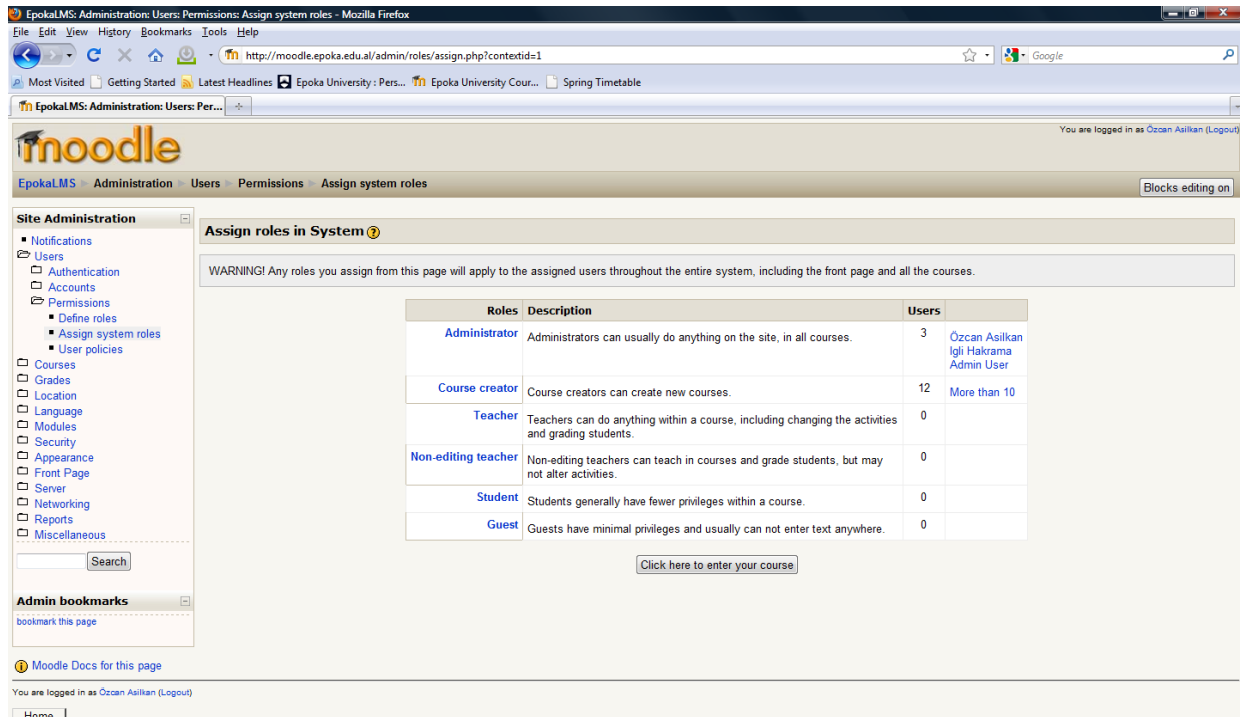 EpokaLMS: Administration: Users: Permissions: Assign system roles - Mozilla Firefox
File Edit View History Bookmarks Tools Help
http://moodle.epoka.edu.al/admin/roles/assign.php?contextid=1
Google
Most Visited Getting Started Latest Headlines Epoka University : Pers... Epoka University Cour... Spring Timetable
EpokaLMS: Administration: Users: Per...
moodle
You are logged in as Özcan Asilkan (Logout)
EpokaLMS Administration Users Permissions Assign system roles
Blocks editing on
Site Administration
Notifications
Users
Authentication
Accounts
Permissions
Define roles
Assign system roles
User policies
Courses
Grades
Location
Language
Modules
Security
Appearance
Front Page
Server
Networking
Reports
Miscellaneous
Search
Admin bookmarks
bookmark this page
Assign roles in System
WARNING! Any roles you assign from this page will apply to the assigned users throughout the entire system, including the front page and all the courses.
Roles Description Users
Administrator Administrators can usually do anything on the site, in all courses. 3 Özcan Asilkan
Igli Hakrama
Admin User
Course creator Course creators can create new courses. 12 More than 10
Teacher Teachers can do anything within a course, including changing the activities 0
and grading students.
Non-editing teacher Non-editing teachers can teach in courses and grade students, but may 0
not alter activities.
Student Students generally have fewer privileges within a course. 0
Guest Guests have minimal privileges and usually can not enter text anywhere. 0
Click here to enter your course
Moodle Docs for this page
You are logged in as Özcan Asilkan (Logout)
Home